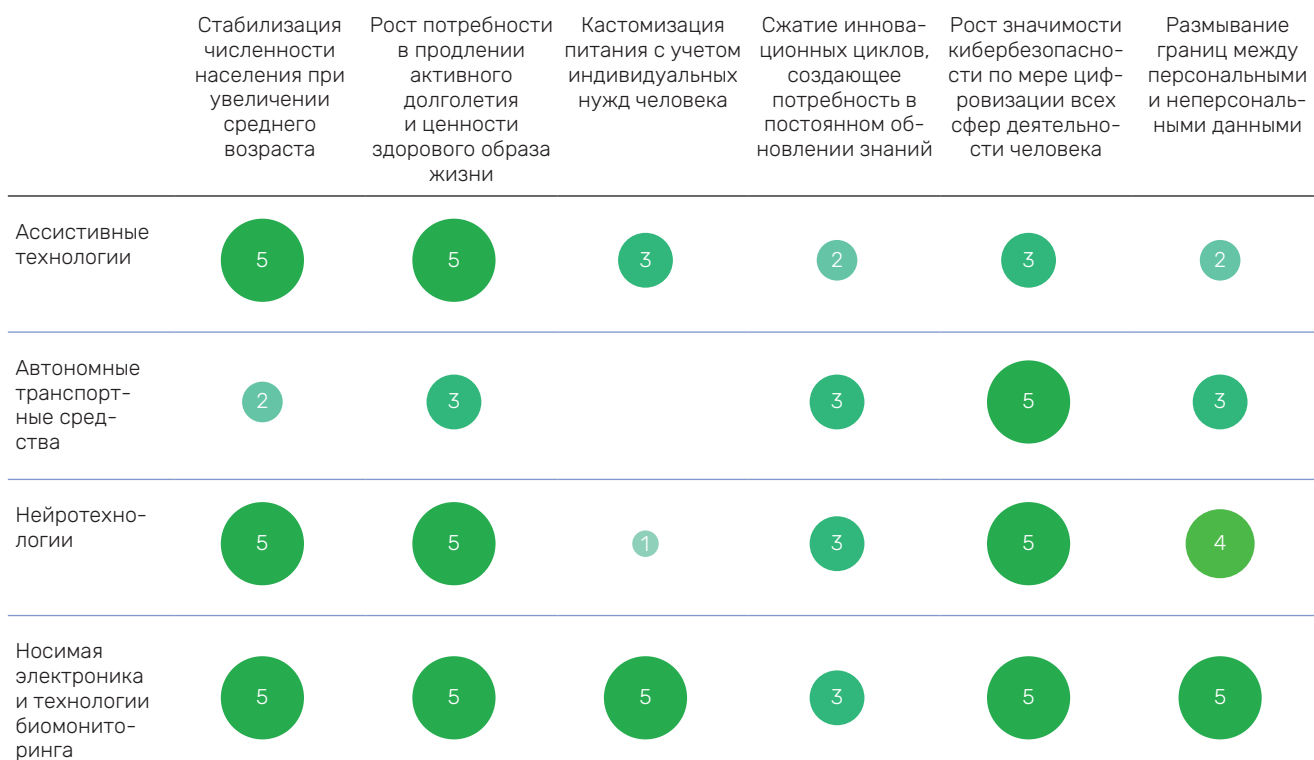 Стабилизация
численности
населения при
увеличении
среднего
возраста
Рост потребности
в продлении
активного
долголетия
и ценности
здорового образа
жизни
Кастомизация
питания с учетом
индивидуальных
нужд человека
Сжатие иннова-
ционных циклов,
создающее
потребность в
постоянном об-
новлении знаний
Рост значимости
кибербезопасно-
сти по мере циф-
ровизации всех
сфер деятельно-
сти человека
Размывание
границ между
персональными
и неперсональ-
ными данными
Ассистивные
технологии
5 5 3 2 3 2
Автономные
транспорт-
ные сред-
ства
2 3 3 5 3
Нейротехно-
логии
5 5 1 3 5 4
Носимая
электроника
и технологии
биомонито-
ринга
5 5 5 3 5 5